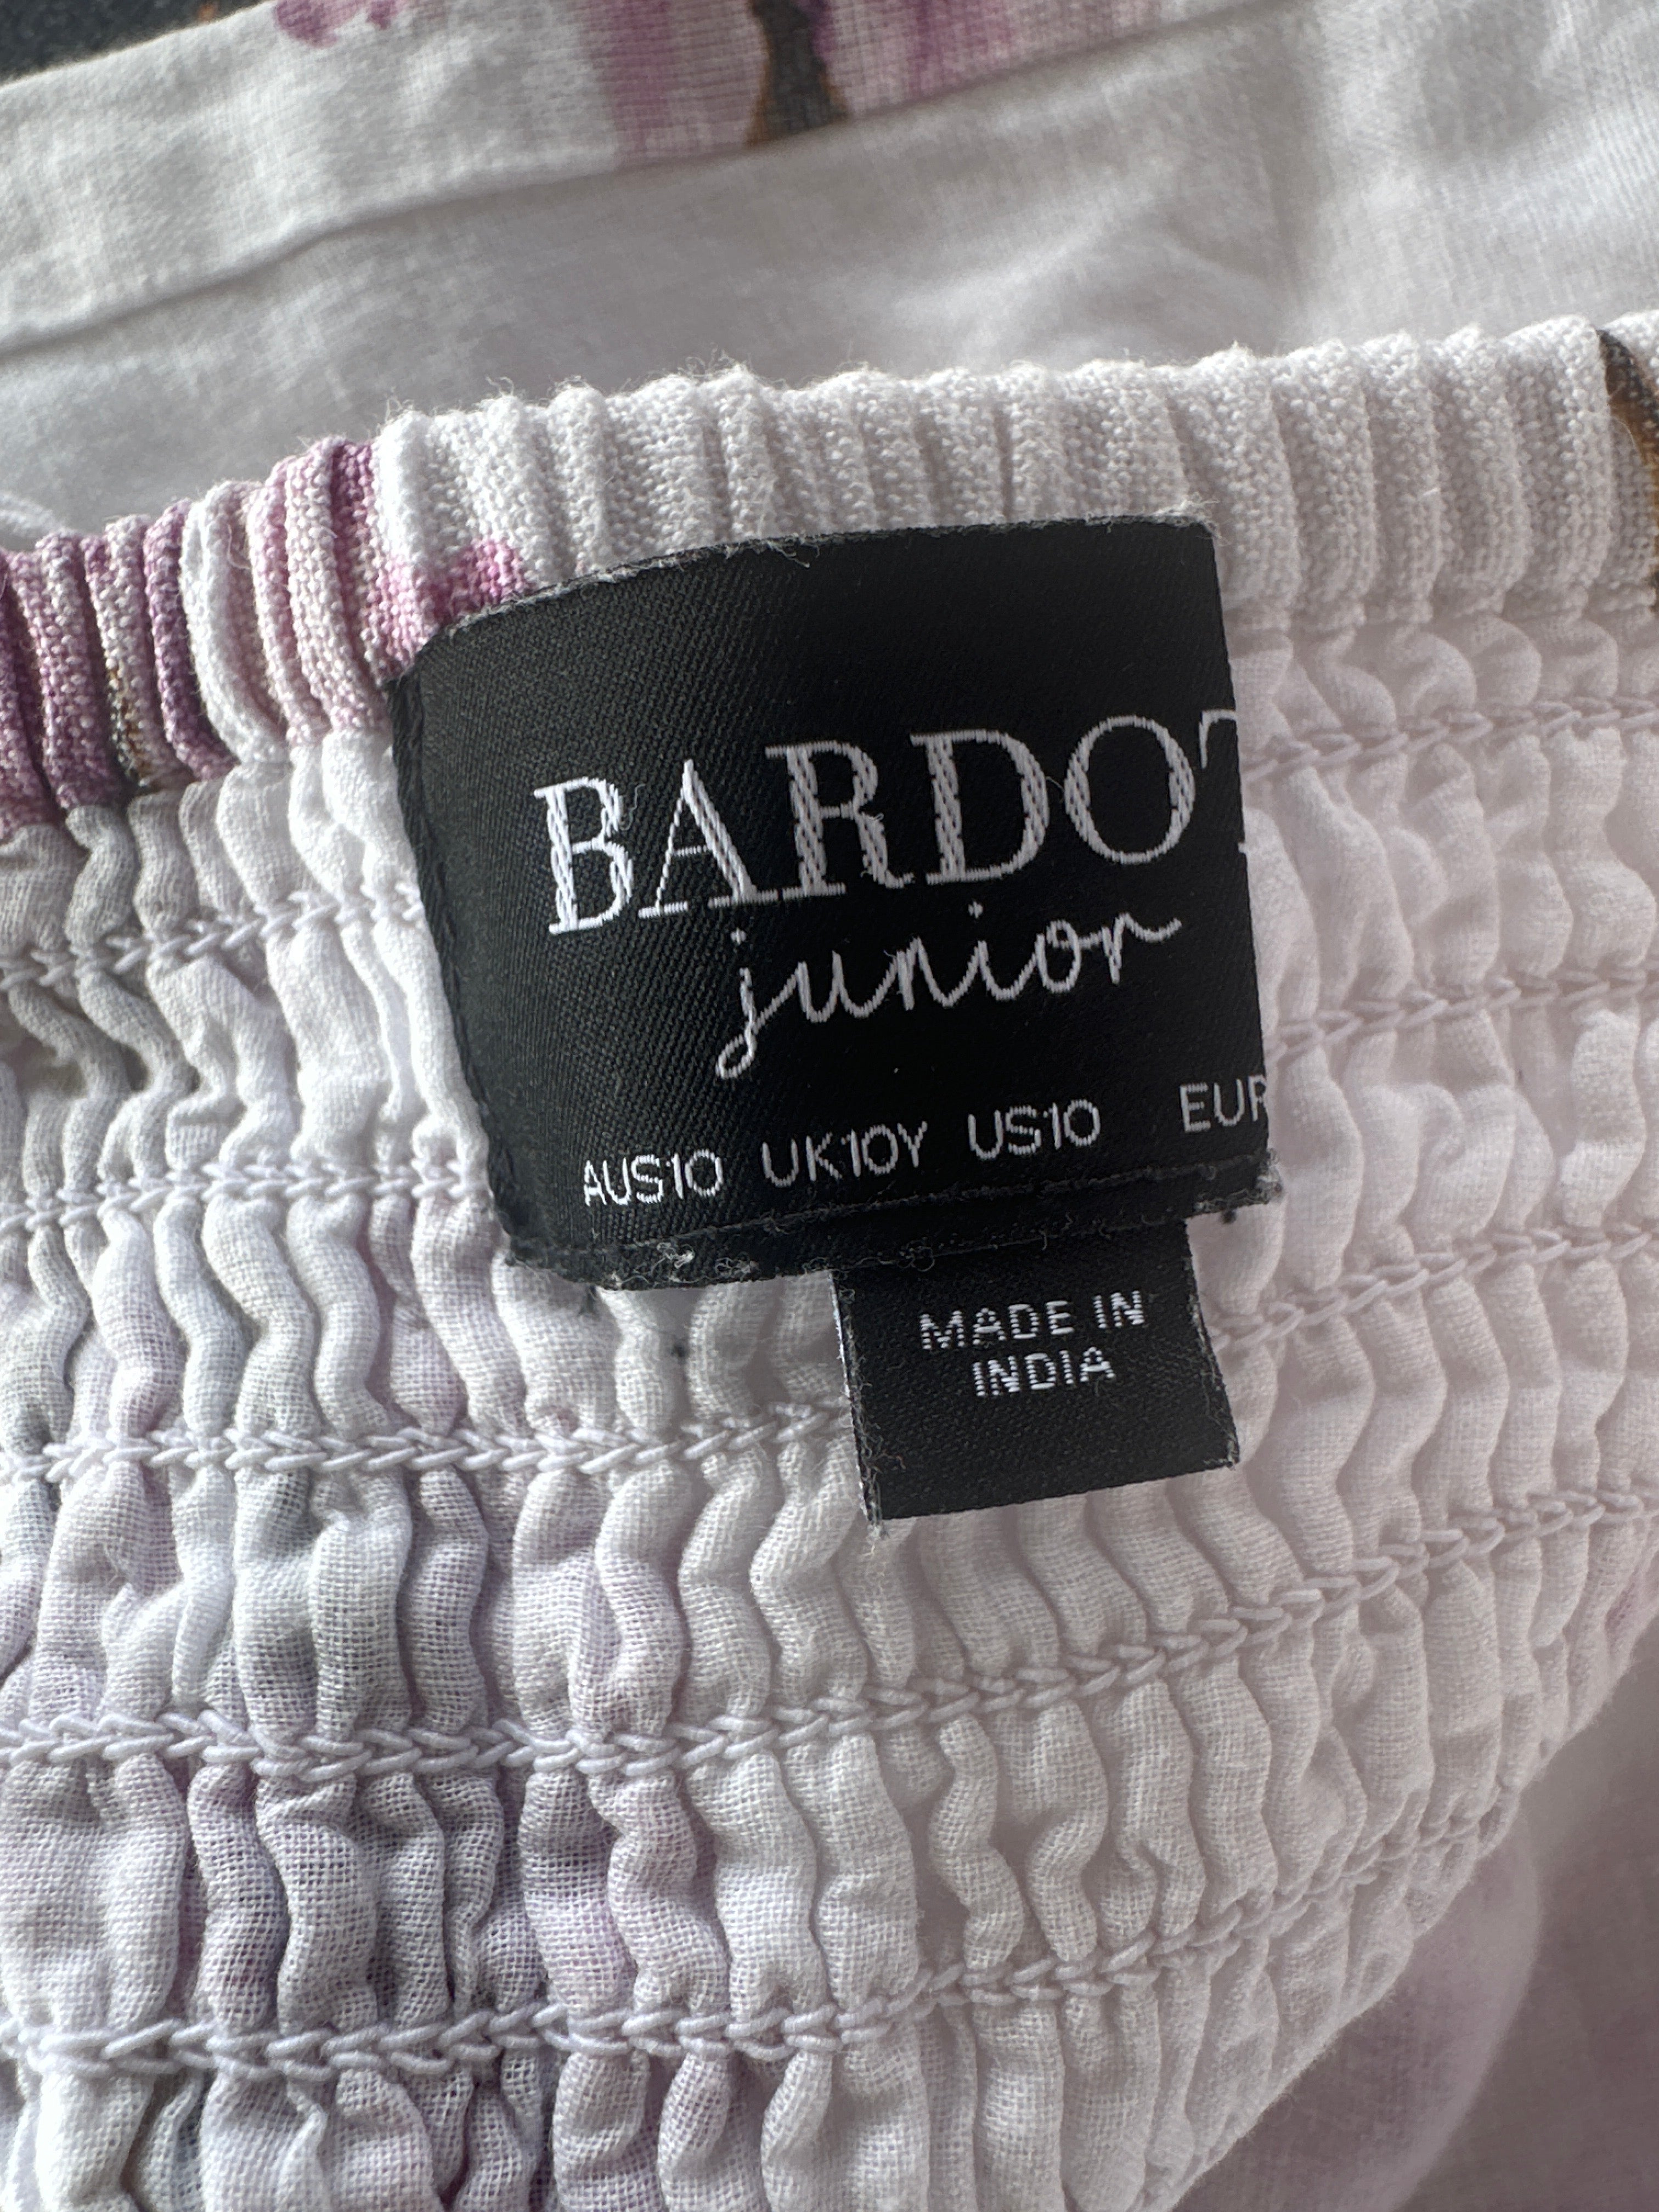 BARDOT
junior
AUS10 UK10Y US10 EUR
MADE IN
INDIA